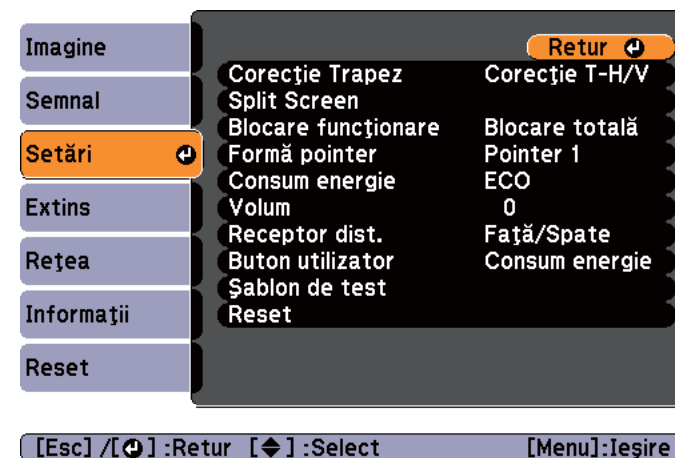 Imagine
Semnal
Setări
Extins
Reţea
Informaţii
Reset
Retur
Corecţie Trapez Corecţie T-H/V
Split Screen
Blocare funcţionare Blocare totală
Formă pointer Pointer 1
Consum energie ECO
Volum 0
Receptor dist. Faţă/Spate
Buton utilizator Consum energie
Şablon de test
Reset
[Esc] /[⏎] :Retur [◆] :Select [Menu]:Ieşire